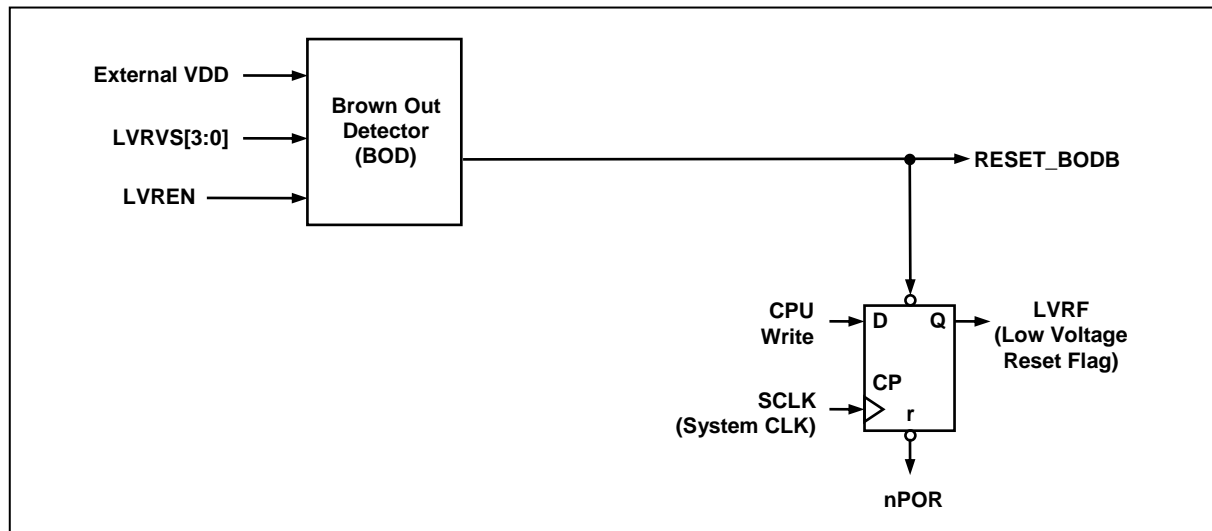 External VDD
LVRVS[3:0]
LVREN
Brown Out
Detector
(BOD)
RESET_BODB
CPU
Write
D
Q
LVRF
(Low Voltage
Reset Flag)
CP
SCLK
(System CLK)
r
nPOR